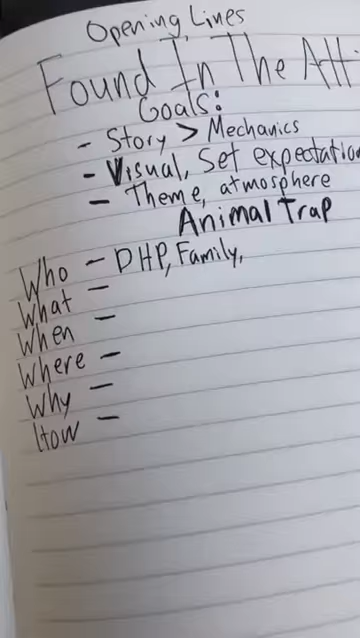 Opening Lines
Found In The Atti
Goals:
- Story > Mechanics
- Visual, Set expectation
- Theme, atmosphere
Animal Trap
Who - DHP, Family,
What -
When -
Where -
Why -
How -